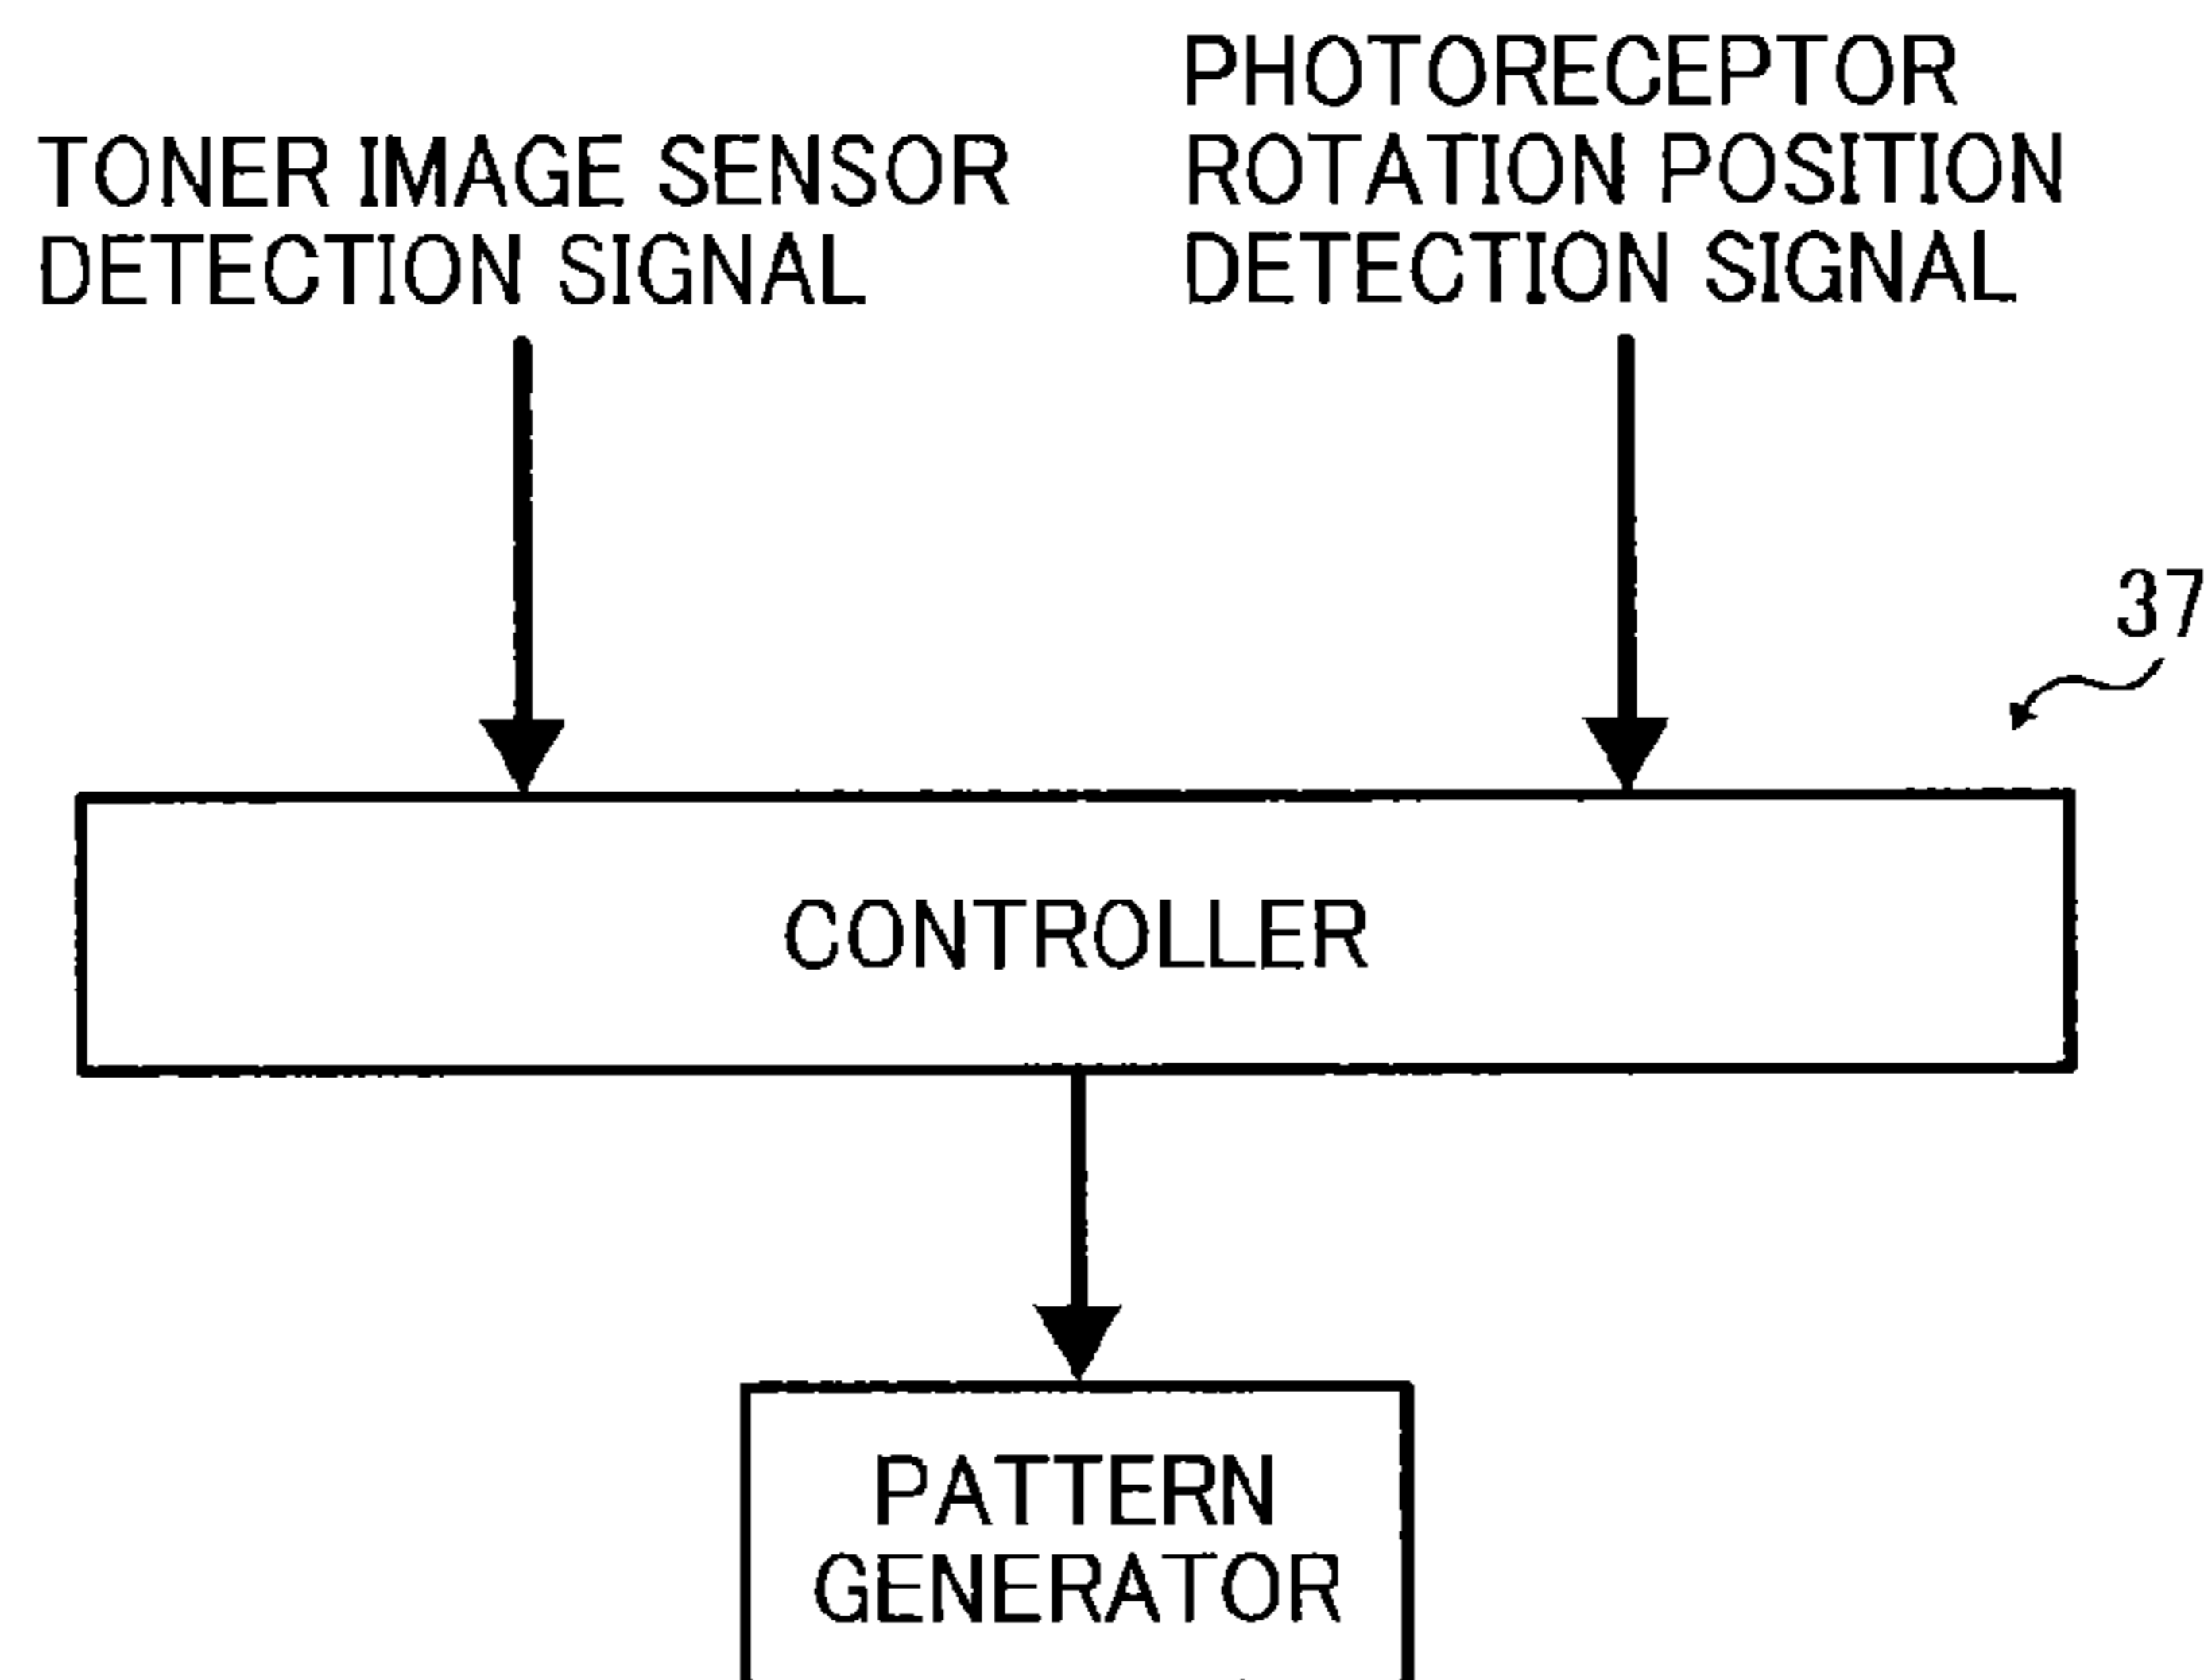 TONER IMAGE SENSOR
DETECTION SIGNAL
PHOTORECEPTOR
ROTATION POSITION
DETECTION SIGNAL
37
CONTROLLER
PATTERN
GENERATOR